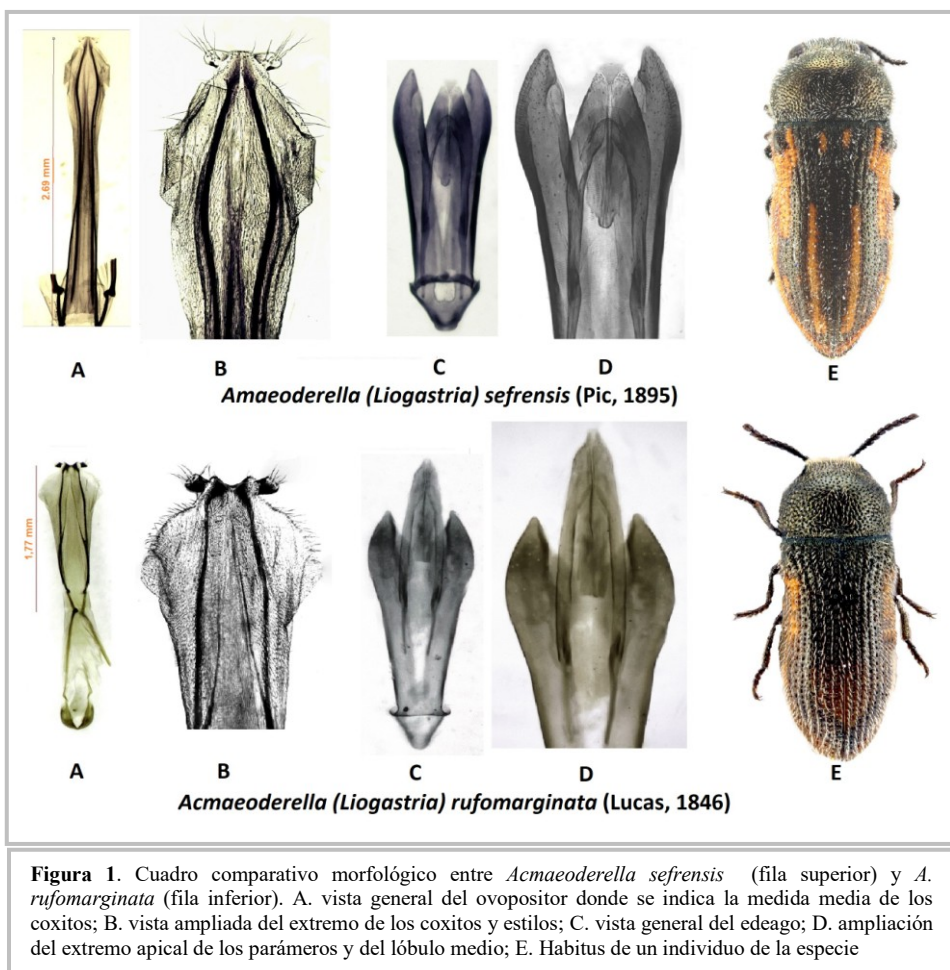 2.69 mm
A B C D E
Amaeoderella (Liogastria) sefrensis (Pic, 1895)
1,77 mm
A B C D E
Acmaeoderella (Liogastria) rufomarginata (Lucas, 1846)
Figura 1. Cuadro comparativo morfológico entre Acmaeoderella sefrensis (fila superior) y A.
rufomarginata (fila inferior). A. vista general del ovopositor donde se indica la medida media de los
coxitos; B. vista ampliada del extremo de los coxitos y estilos; C. vista general del edeago; D. ampliación
del extremo apical de los parámeros y del lóbulo medio; E. Habitus de un individuo de la especie